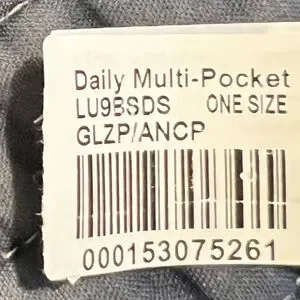 Daily Multi-Pocket
LU9BSDS ONE SIZE
GLZP/ANCP
000153075261